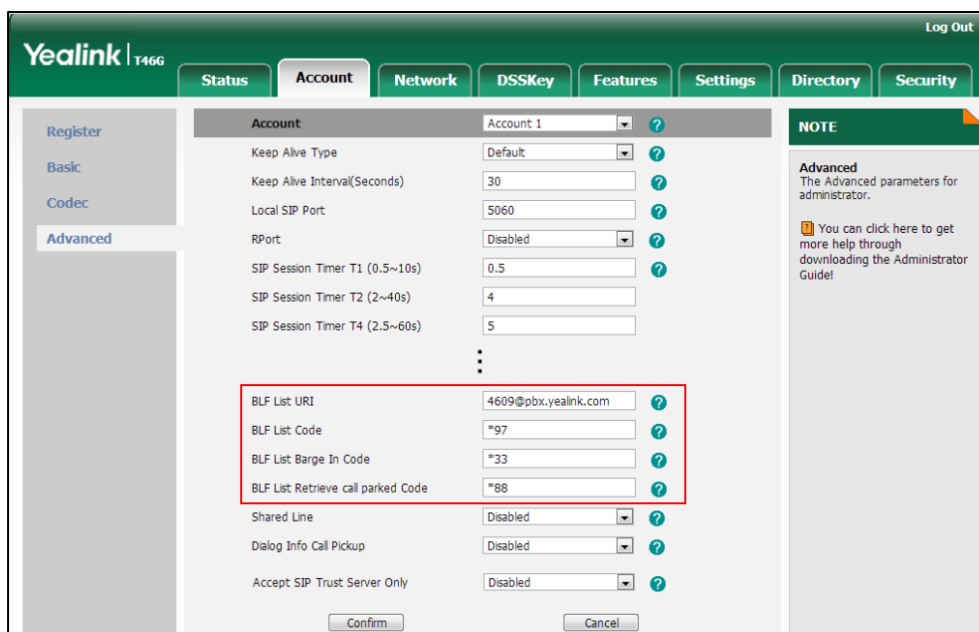 Log Out
Yealink T46G
Status Account Network DSSKey Features Settings Directory Security
Register
Basic
Codec
Advanced
Account Account 1 ?
Keep Alive Type Default ?
Keep Alive Interval(Seconds) 30 ?
Local SIP Port 5060 ?
RPort Disabled ?
SIP Session Timer T1 (0.5~10s) 0.5 ?
SIP Session Timer T2 (2~40s) 4
SIP Session Timer T4 (2.5~60s) 5
BLF List URI 4609@pbx.yealink.com ?
BLF List Code *97 ?
BLF List Barge In Code *33 ?
BLF List Retrieve call parked Code *88 ?
Shared Line Disabled ?
Dialog Info Call Pickup Disabled ?
Accept SIP Trust Server Only Disabled ?
Confirm Cancel
NOTE
Advanced
The Advanced parameters for
administrator.
? You can click here to get
more help through
downloading the Administrator
Guide!